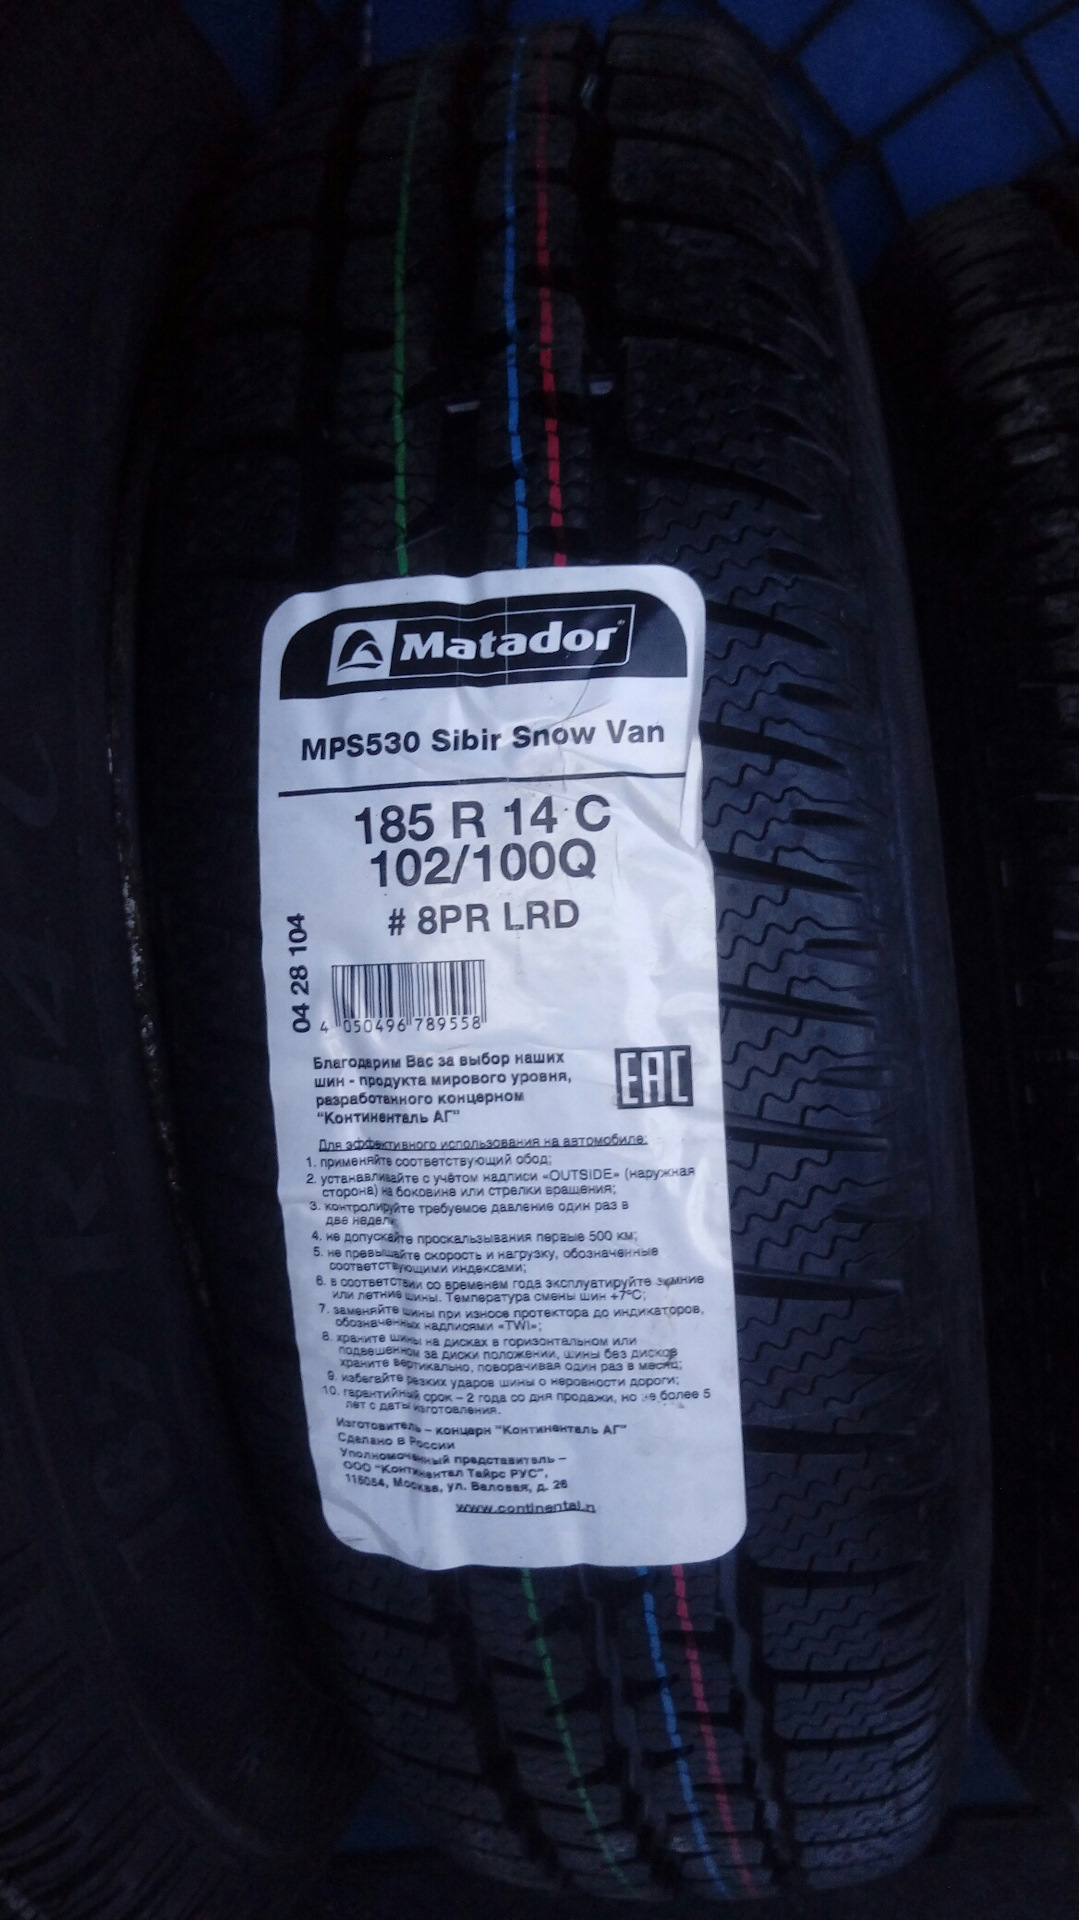 Matador
MPS530 Sibir Snow Van
185 R 14 C
102/100Q
# 8PR LRD
04 28 104
4 050496 789558
EAC
Благодарим Вас за выбор наших
шин - продукта мирового уровня,
разработанного концерном
"Континенталь АГ"
Для эффективного использования на автомобиле:
1. применяйте соответствующий обод;
2. устанавливайте с учётом надписи «OUTSIDE» (наружная
сторона) на боковине или стрелки вращения;
3. контролируйте требуемое давление один раз в
две недели;
4. не допускайте проскальзывания первые 500 км;
5. не превышайте скорость и нагрузку, обозначенные
соответствующими индексами;
6. в соответствии со временем года эксплуатируйте зимние
или летние шины. Температура смены шин +7°C;
7. заменяйте шины при износе протектора до индикаторов,
обозначенных надписями «TWI»;
8. храните шины на дисках в горизонтальном или
подвешенном за диски положении, шины без дисков
храните вертикально, поворачивая один раз в месяц;
9. избегайте резких ударов шины о неровности дороги;
10. гарантийный срок – 2 года со дня продажи, но не более 5
лет с даты изготовления.
Изготовитель – концерн "Континенталь АГ"
Сделано в России
Уполномоченный представитель –
ООО "Континентал Тайрс РУС",
115054, Москва, ул. Валовая, д. 26